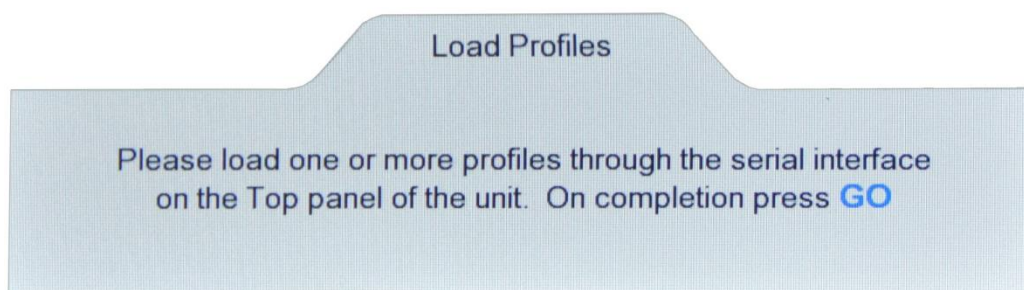 Load Profiles
Please load one or more profiles through the serial interface
on the Top panel of the unit.  On completion press GO